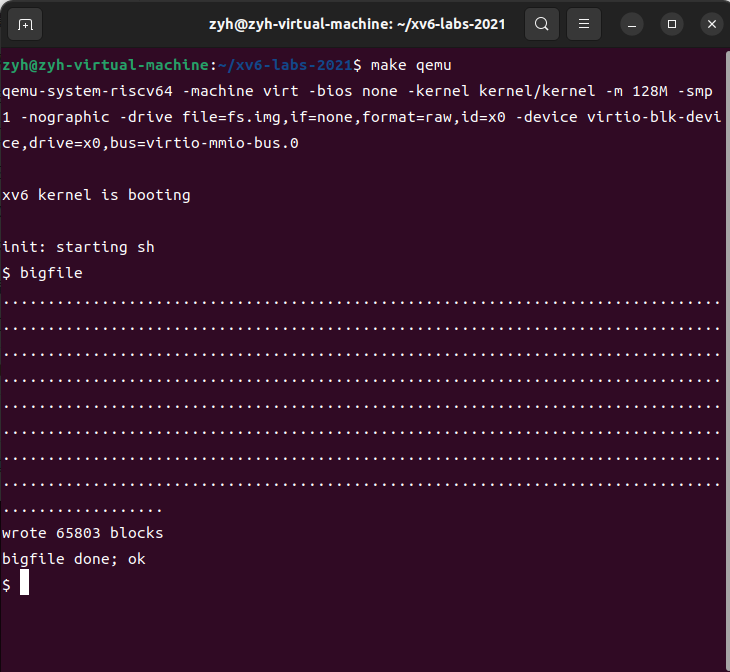 zyh@zyh-virtual-machine: ~/xv6-labs-2021
zyh@zyh-virtual-machine:~/xv6-labs-2021$ make qemu
qemu-system-riscv64 -machine virt -bios none -kernel kernel/kernel -m 128M -smp
1 -nographic -drive file=fs.img,if=none,format=raw,id=x0 -device virtio-blk-devi
ce,drive=x0,bus=virtio-mmio-bus.0
xv6 kernel is booting
init: starting sh
$ bigfile
................................................................................
................................................................................
................................................................................
................................................................................
................................................................................
................................................................................
................................................................................
................................................................................
..................
wrote 65803 blocks
bigfile done; ok
$